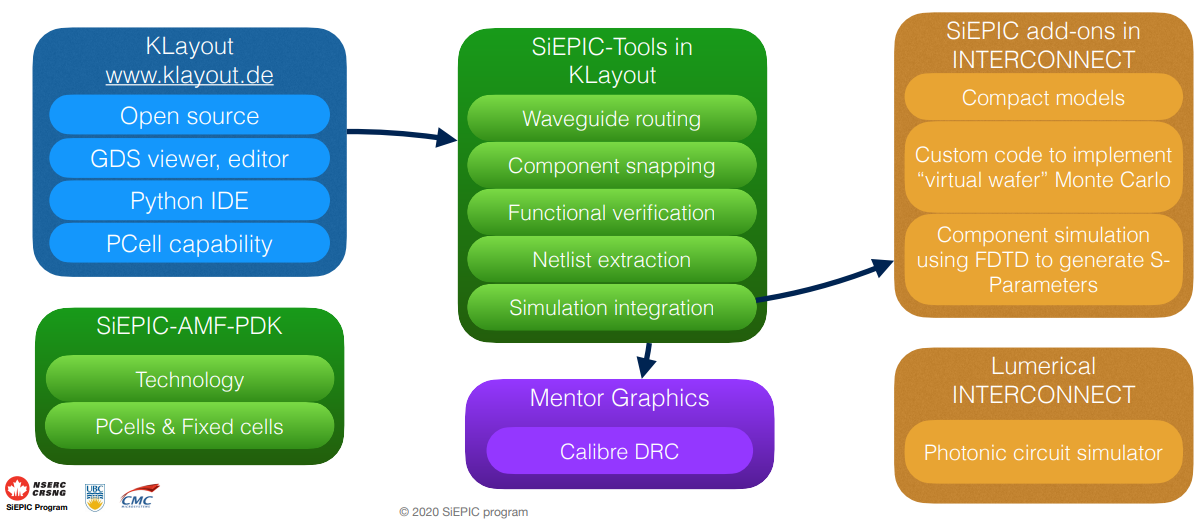 KLayout
www.klayout.de
Open source
GDS viewer, editor
Python IDE
PCell capability
SiEPIC-AMF-PDK
Technology
PCells & Fixed cells
SiEPIC-Tools in
KLayout
Waveguide routing
Component snapping
Functional verification
Netlist extraction
Simulation integration
Mentor Graphics
Calibre DRC
SiEPIC add-ons in
INTERCONNECT
Compact models
Custom code to implement
“virtual wafer” Monte Carlo
Component simulation
using FDTD to generate S-
Parameters
Lumerical
INTERCONNECT
Photonic circuit simulator
NSERC
CRSNG
SiEPIC Program
UBC
CMC
MICROSYSTEMS
© 2020 SiEPIC program